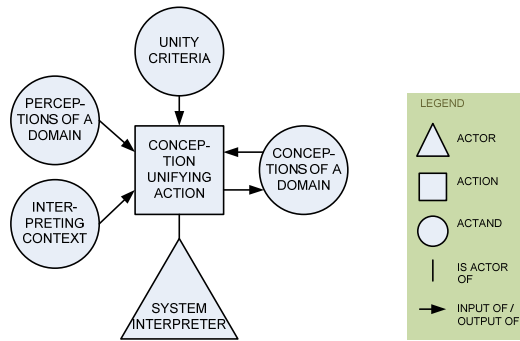 UNITY
CRITERIA
PERCEP-
TIONS OF A
DOMAIN
CONCEP-
TION
UNIFYING
ACTION
CONCEP-
TIONS OF A
DOMAIN
INTER-
PRETING
CONTEXT
SYSTEM
INTERPRETER
LEGEND
ACTOR
ACTION
ACTAND
IS ACTOR
OF
INPUT OF /
OUTPUT OF